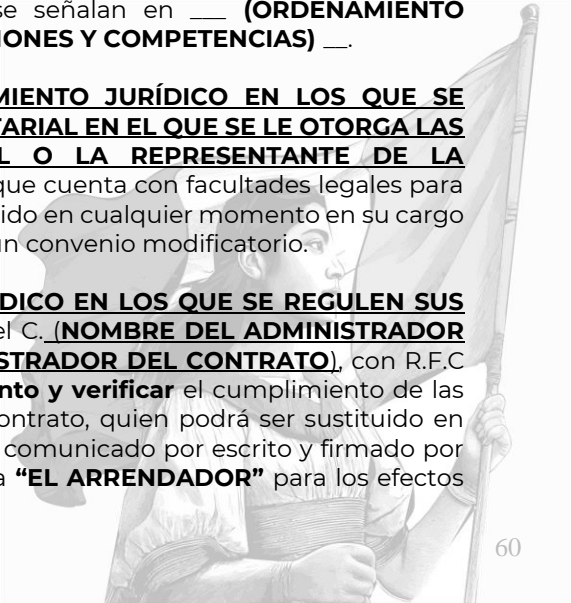 se señalan en ___ (ORDENAMIENTO
IONES Y COMPETENCIAS) __.
MIENTO JURÍDICO EN LOS QUE SE
TARIAL EN EL QUE SE LE OTORGA LAS
L O LA REPRESENTANTE DE LA
que cuenta con facultades legales para
ido en cualquier momento en su cargo
un convenio modificatorio.
DICO EN LOS QUE SE REGULEN SUS
el C. (NOMBRE DEL ADMINISTRADOR
STRADOR DEL CONTRATO), con R.F.C
nto y verificar el cumplimiento de las
ontrato, quien podrá ser sustituido en
comunicado por escrito y firmado por
a “EL ARRENDADOR” para los efectos
60